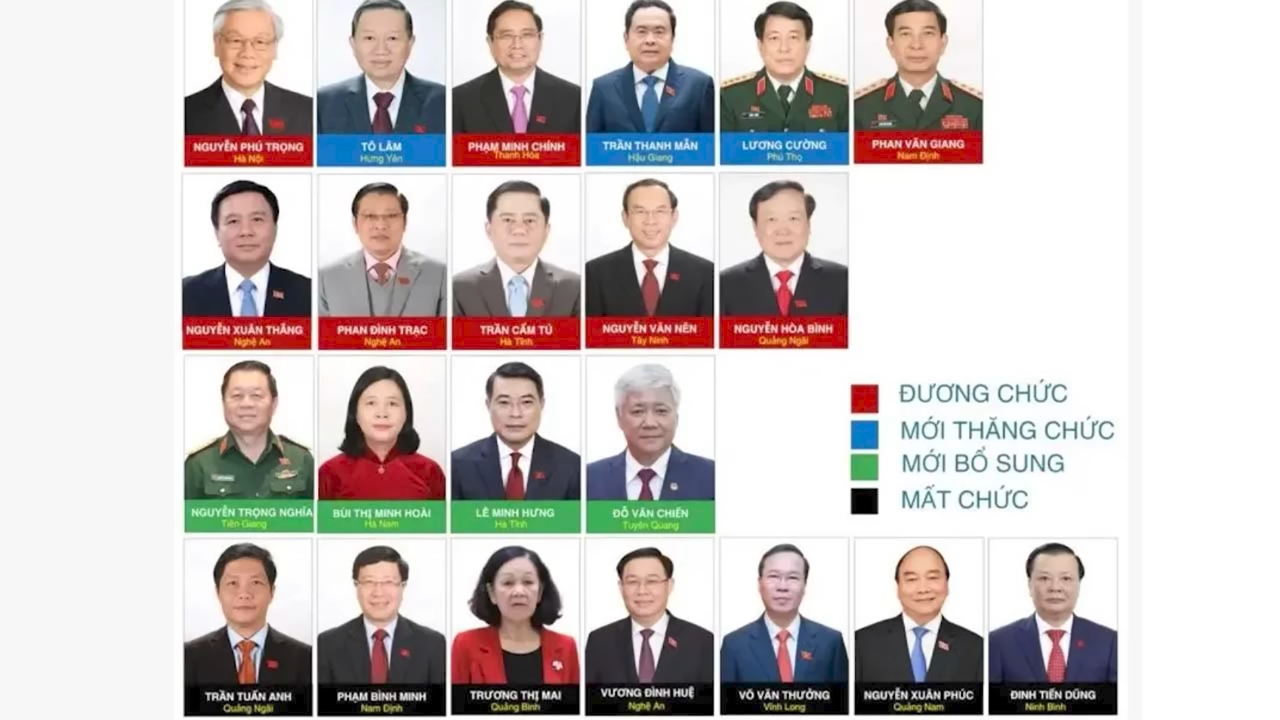 NGUYỄN PHÚ TRỌNG
Hà Nội
TÔ LÂM
Hưng Yên
PHẠM MINH CHÍNH
Thanh Hóa
TRẦN THANH MẪN
Hậu Giang
LƯƠNG CƯỜNG
Phú Thọ
PHAN VĂN GIANG
Nam Định
NGUYỄN XUÂN THẮNG
Nghệ An
PHAN ĐÌNH TRẠC
Nghệ An
TRẦN CẨM TÚ
Hà Tĩnh
NGUYỄN VĂN NÊN
Tây Ninh
NGUYỄN HÒA BÌNH
Quảng Ngãi
NGUYỄN TRỌNG NGHĨA
Tiền Giang
BÙI THỊ MINH HOÀI
Hà Nam
LÊ MINH HƯNG
Hà Tĩnh
ĐỖ VĂN CHIẾN
Tuyên Quang
ĐƯƠNG CHỨC
MỚI THĂNG CHỨC
MỚI BỔ SUNG
MẤT CHỨC
TRẦN TUẤN ANH
Quảng Ngãi
PHẠM BÌNH MINH
Nam Định
TRƯƠNG THỊ MAI
Quảng Bình
VƯƠNG ĐÌNH HUỆ
Nghệ An
VÕ VĂN THƯỞNG
Vĩnh Long
NGUYỄN XUÂN PHÚC
Quảng Nam
ĐINH TIẾN DŨNG
Ninh Bình